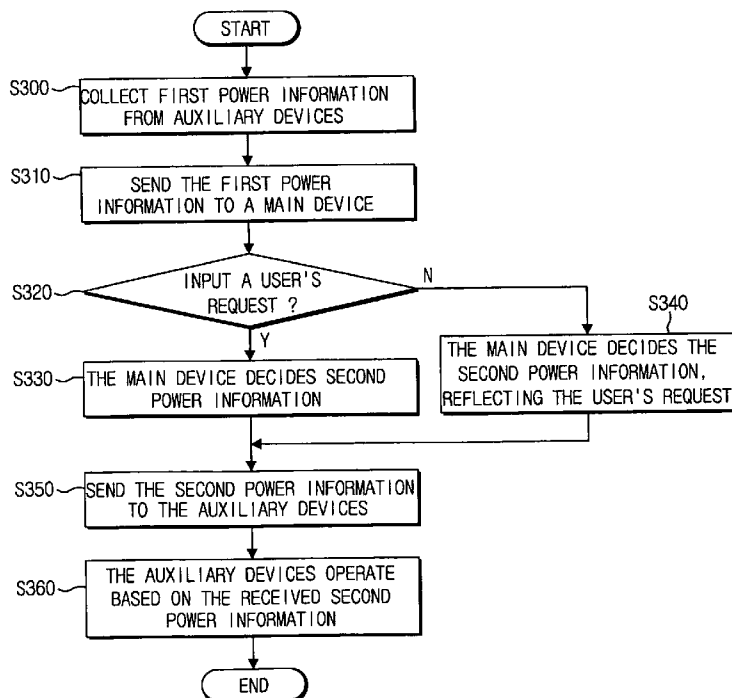 START
S300
COLLECT FIRST POWER INFORMATION
FROM AUXILIARY DEVICES
S310
SEND THE FIRST POWER
INFORMATION TO A MAIN DEVICE
S320
INPUT A USER'S
REQUEST ?
N
Y
S340
THE MAIN DEVICE DECIDES THE
SECOND POWER INFORMATION,
REFLECTING THE USER'S REQUEST
S330
THE MAIN DEVICE DECIDES SECOND
POWER INFORMATION
S350
SEND THE SECOND POWER INFORMATION
TO THE AUXILIARY DEVICES
S360
THE AUXILIARY DEVICES OPERATE
BASED ON THE RECEIVED SECOND
POWER INFORMATION
END